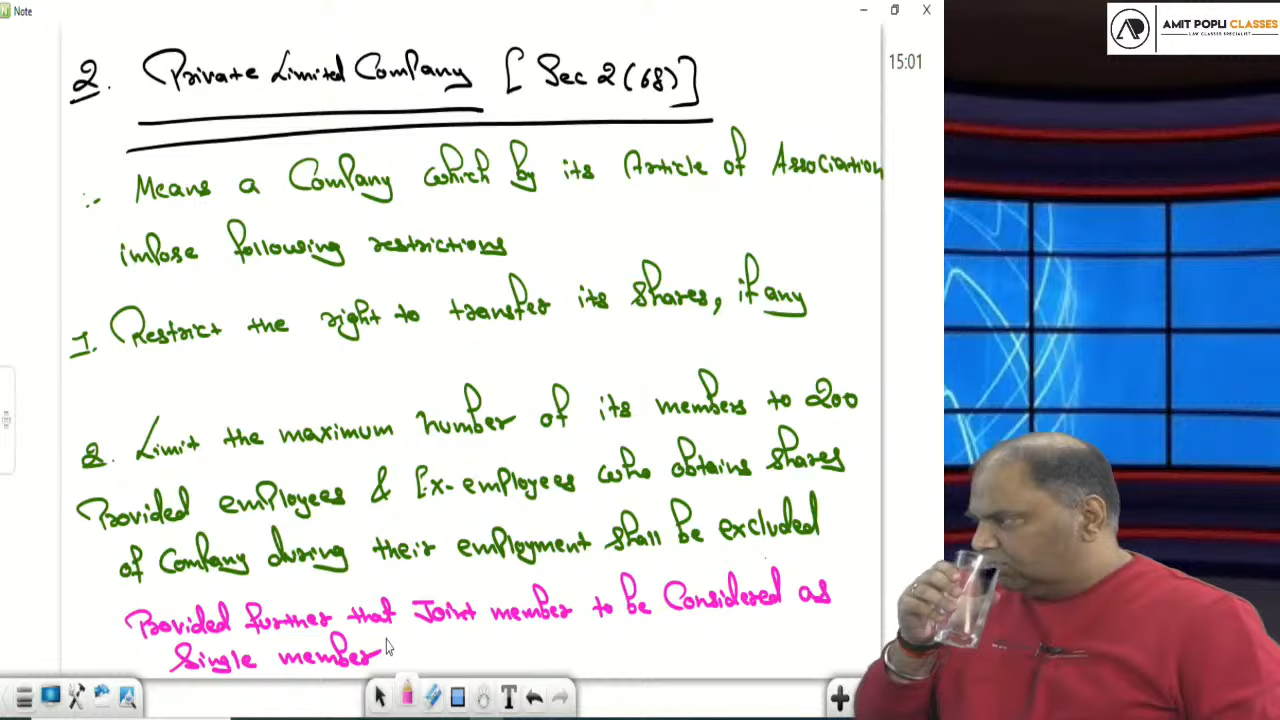 Note
AMIT POPLI CLASSES
LAW CLASSES SPECIALIST
15:01
2. Private Limited Company [Sec 2(68)]
:- Means a Company which by its Article of Association
impose following restrictions
1. Restrict the right to transfer its shares, if any
2. Limit the maximum number of its members to 200
Provided employees & Ex-employees who obtains shares
of Company during their employment shall be excluded
Provided further that Joint member to be Considered as
Single member